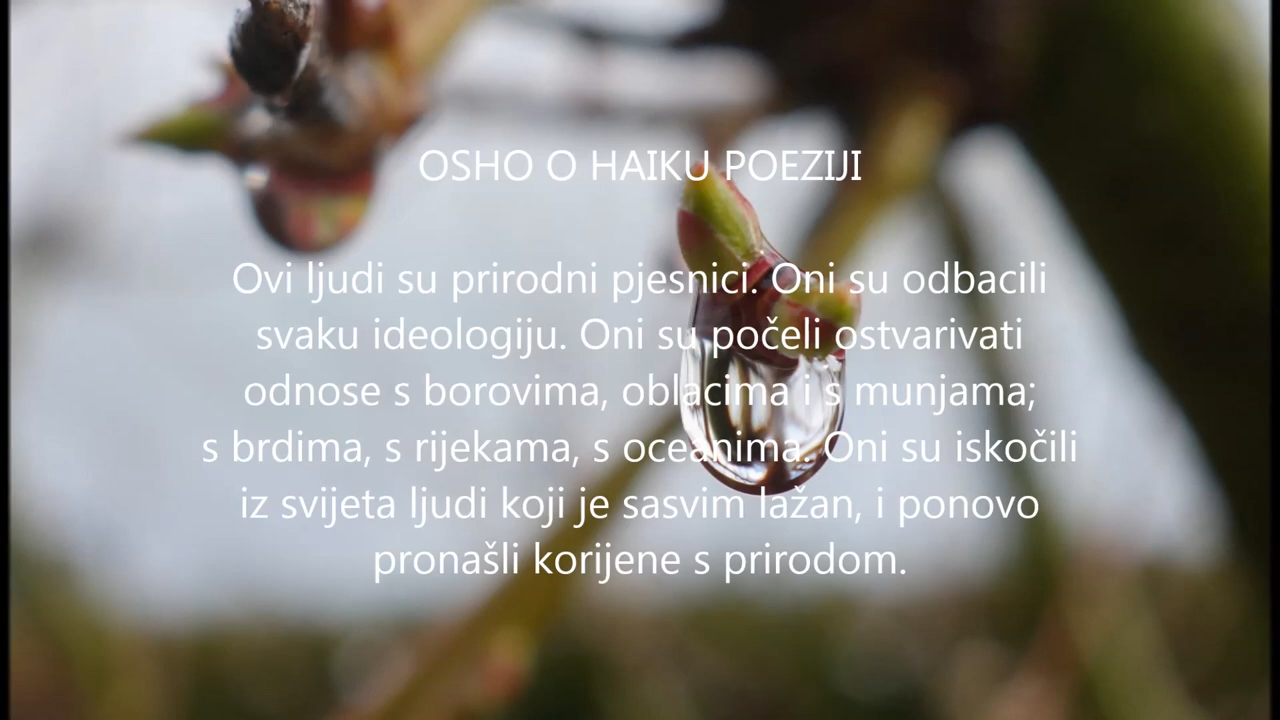 OSHO O HAIKU POEZIJI
Ovi ljudi su prirodni pjesnici. Oni su odbacili
svaku ideologiju. Oni su počeli ostvarivati
odnose s borovima, oblacima i s munjama;
s brdima, s rijekama, s oceanima. Oni su iskočili
iz svijeta ljudi koji je sasvim lažan, i ponovo
pronašli korijene s prirodom.